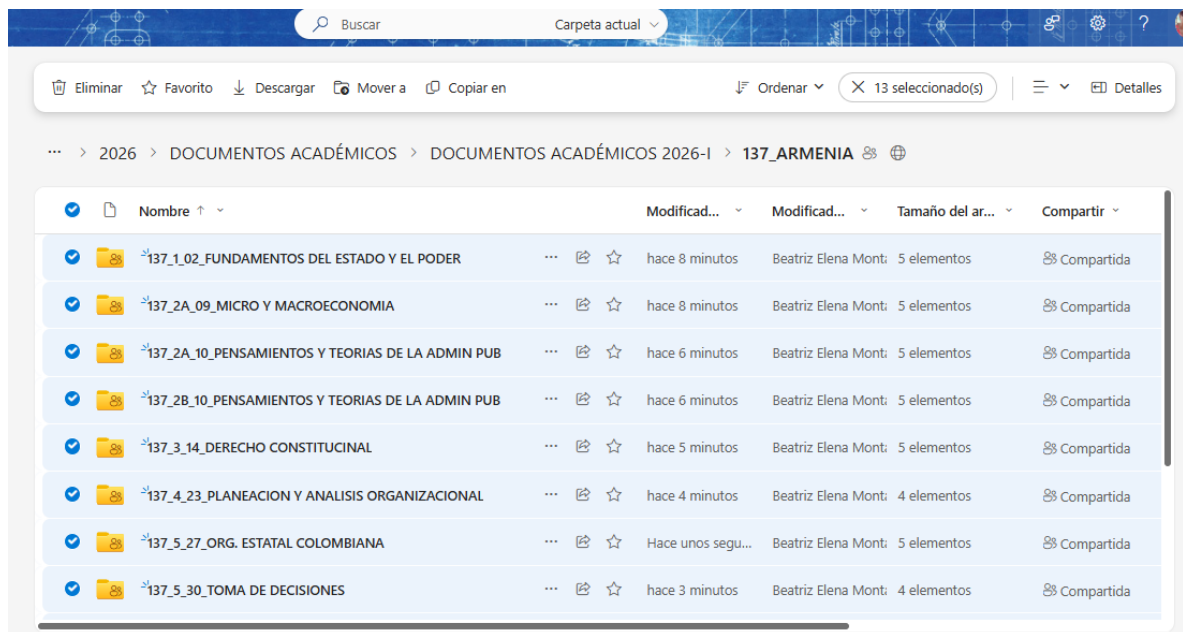 Buscar Carpeta actual
Eliminar Favorito Descargar Mover a Copiar en Ordenar 13 seleccionado(s) Detalles
··· > 2026 > DOCUMENTOS ACADÉMICOS > DOCUMENTOS ACADÉMICOS 2026-I > 137_ARMENIA
Nombre Modificad... Modificad... Tamaño del ar... Compartir
137_1_02_FUNDAMENTOS DEL ESTADO Y EL PODER ··· hace 8 minutos Beatriz Elena Mont 5 elementos Compartida
137_2A_09_MICRO Y MACROECONOMIA ··· hace 8 minutos Beatriz Elena Mont 5 elementos Compartida
137_2A_10_PENSAMIENTOS Y TEORIAS DE LA ADMIN PUB ··· hace 6 minutos Beatriz Elena Mont 5 elementos Compartida
137_2B_10_PENSAMIENTOS Y TEORIAS DE LA ADMIN PUB ··· hace 6 minutos Beatriz Elena Mont 5 elementos Compartida
137_3_14_DERECHO CONSTITUCINAL ··· hace 5 minutos Beatriz Elena Mont 5 elementos Compartida
137_4_23_PLANEACION Y ANALISIS ORGANIZACIONAL ··· hace 4 minutos Beatriz Elena Mont 4 elementos Compartida
137_5_27_ORG. ESTATAL COLOMBIANA ··· Hace unos segu... Beatriz Elena Mont 5 elementos Compartida
137_5_30_TOMA DE DECISIONES ··· hace 3 minutos Beatriz Elena Mont 4 elementos Compartida